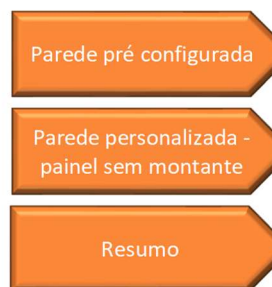 Parede pré configurada
Parede personalizada -
painel sem montante
Resumo